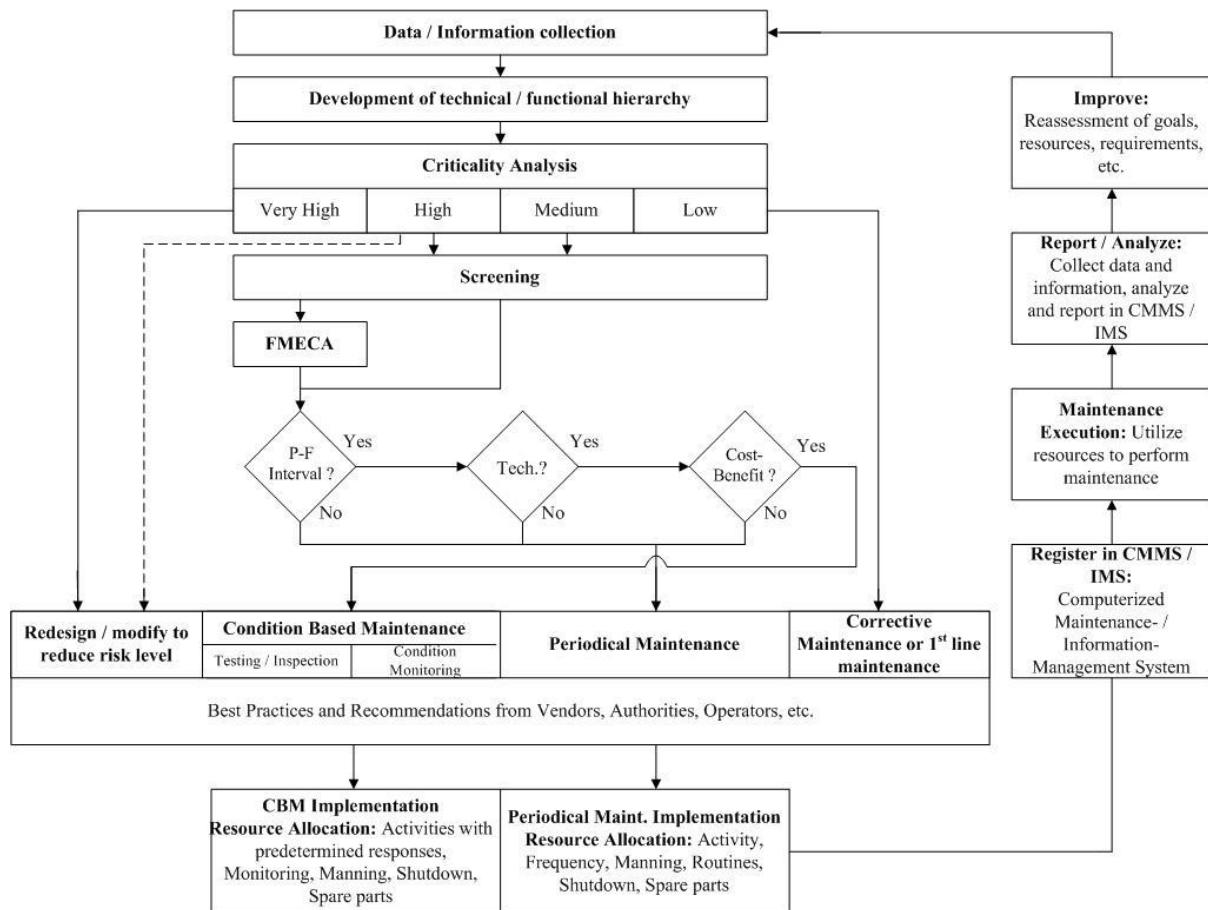 Data / Information collection
Development of technical / functional hierarchy
Criticality Analysis
Very High
High
Medium
Low
Screening
FMECA
P-F
Interval ?
Yes
No
Tech.?
Yes
No
Cost-
Benefit ?
Yes
No
Redesign / modify to
reduce risk level
Condition Based Maintenance
Testing / Inspection
Condition
Monitoring
Periodical Maintenance
Corrective
Maintenance or 1st line
maintenance
Best Practices and Recommendations from Vendors, Authorities, Operators, etc.
CBM Implementation
Resource Allocation: Activities with
predetermined responses,
Monitoring, Manning, Shutdown,
Spare parts
Periodical Maint. Implementation
Resource Allocation: Activity,
Frequency, Manning, Routines,
Shutdown, Spare parts
Improve:
Reassessment of goals,
resources, requirements,
etc.
Report / Analyze:
Collect data and
information, analyze
and report in CMMS /
IMS
Maintenance
Execution: Utilize
resources to perform
maintenance
Register in CMMS /
IMS:
Computerized
Maintenance- /
Information-
Management System